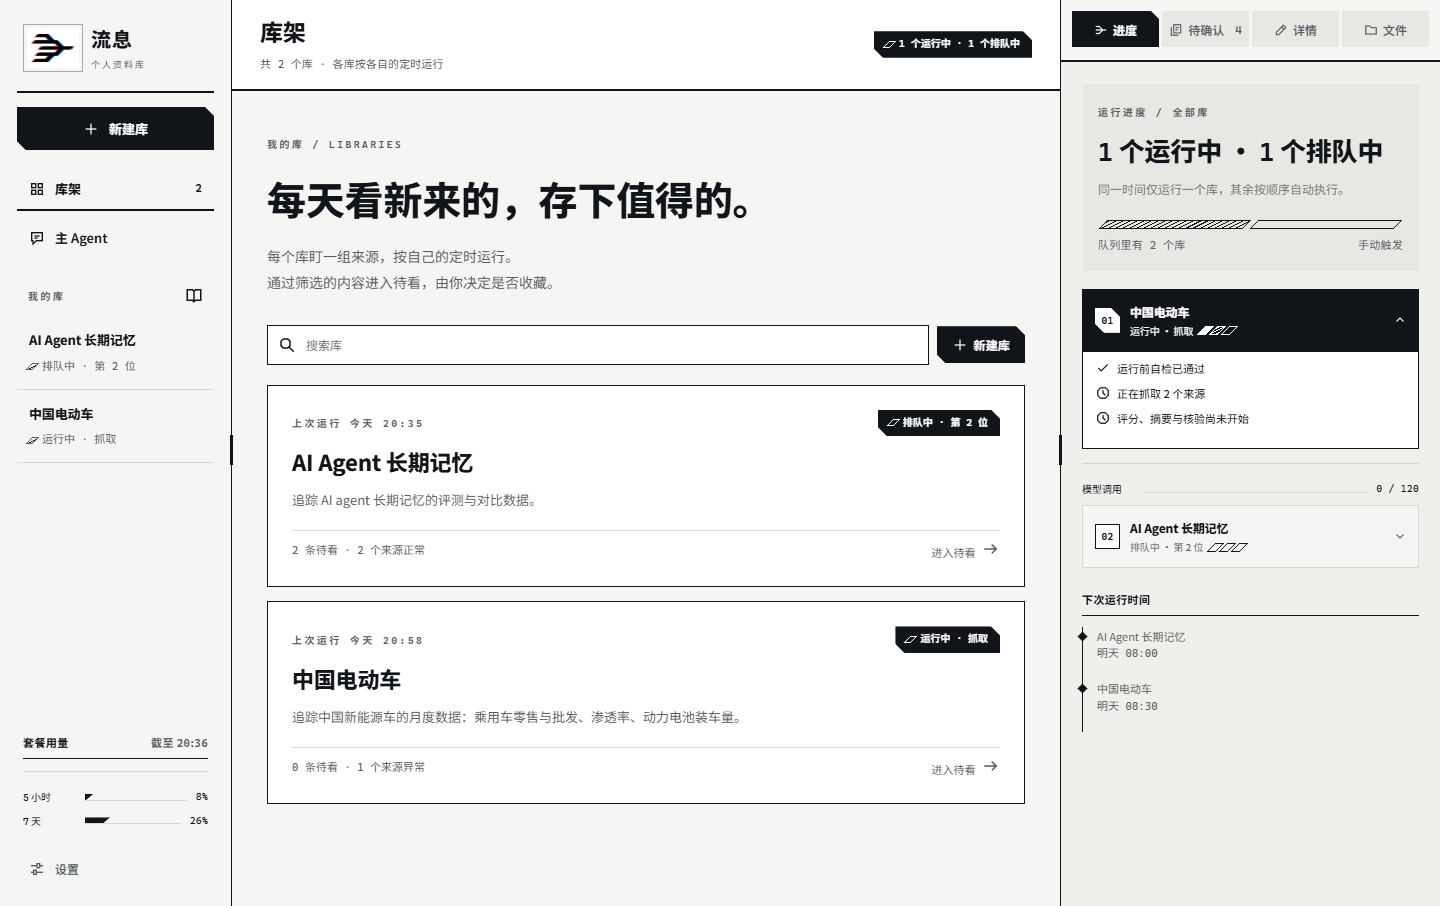 流息
个人资料库
新建库
库架 2
主 Agent
我的库
AI Agent 长期记忆
排队中 · 第 2 位
中国电动车
运行中 · 抓取
套餐用量 截至 20:36
5 小时 8%
7 天 26%
设置
库架
共 2 个库 · 各库按各自的定时运行
1 个运行中 · 1 个排队中
我的库 / LIBRARIES
每天看新来的，存下值得的。
每个库盯一组来源，按自己的定时运行。
通过筛选的内容进入待看，由你决定是否收藏。
搜索库
新建库
上次运行 今天 20:35
排队中 · 第 2 位
AI Agent 长期记忆
追踪 AI agent 长期记忆的评测与对比数据。
2 条待看 · 2 个来源正常
进入待看
上次运行 今天 20:58
运行中 · 抓取
中国电动车
追踪中国新能源车的月度数据：乘用车零售与批发、渗透率、动力电池装车量。
0 条待看 · 1 个来源异常
进入待看
进度
待确认 4
详情
文件
运行进度 / 全部库
1 个运行中 · 1 个排队中
同一时间仅运行一个库，其余按顺序自动执行。
队列里有 2 个库 手动触发
01
中国电动车
运行中 · 抓取
运行前自检已通过
正在抓取 2 个来源
评分、摘要与核验尚未开始
模型调用 0 / 120
02
AI Agent 长期记忆
排队中 · 第 2 位
下次运行时间
AI Agent 长期记忆
明天 08:00
中国电动车
明天 08:30